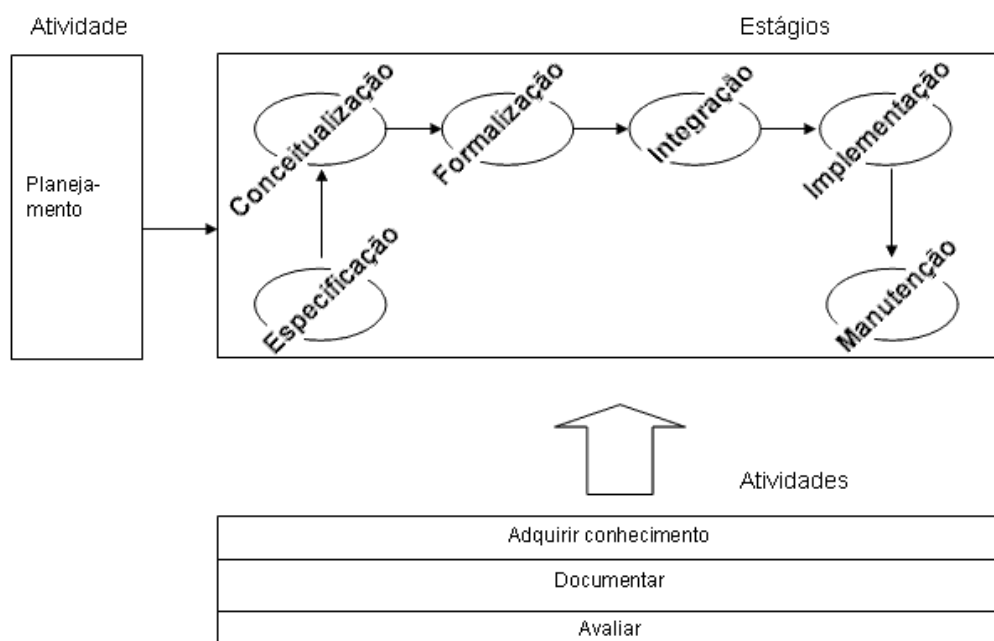 Atividade
Estágios
Planeja-
mento
Especificação
Conceitualização
Formalização
Integração
Implementação
Manutenção
Atividades
Adquirir conhecimento
Documentar
Avaliar